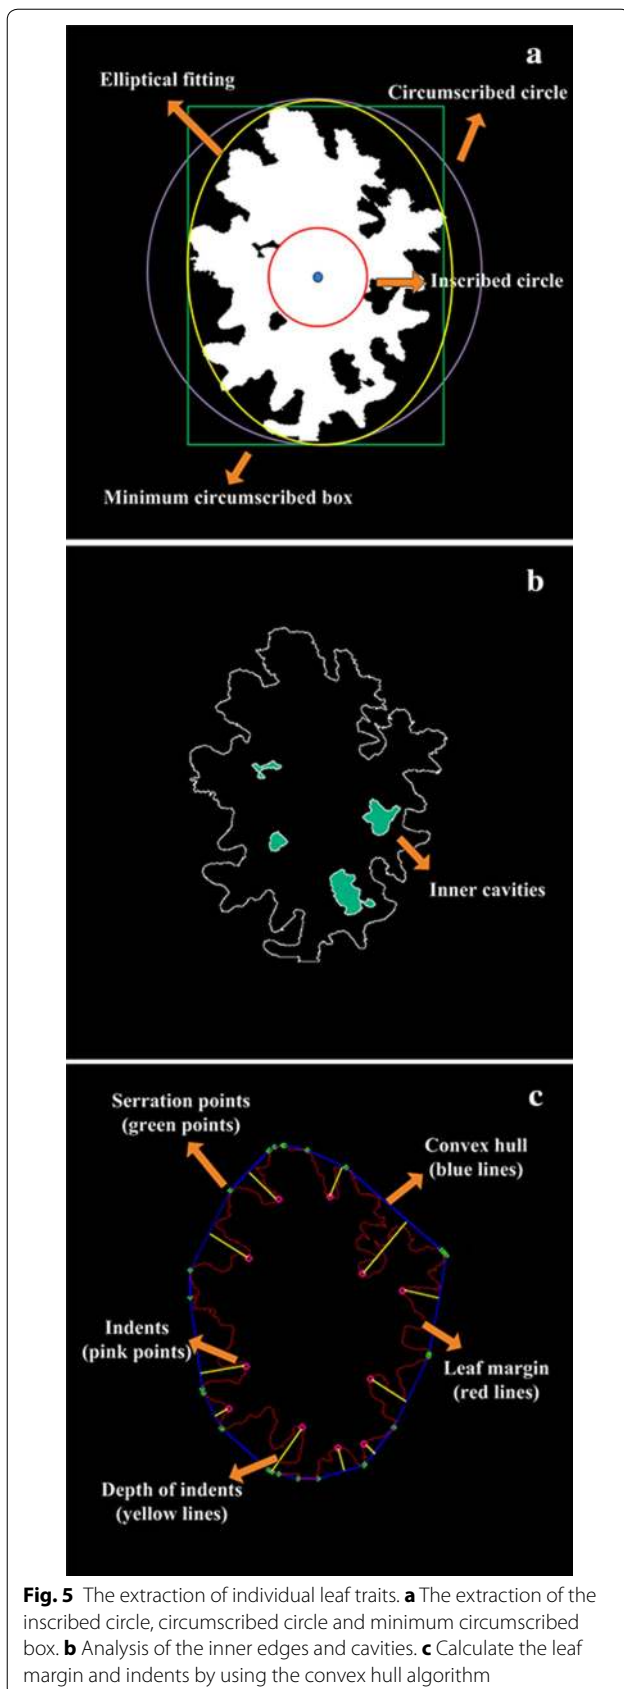 a
Elliptical fitting
Circumscribed circle
Inscribed circle
Minimum circumscribed box
b
Inner cavities
c
Serration points
(green points)
Convex hull
(blue lines)
Indents
(pink points)
Leaf margin
(red lines)
Depth of indents
(yellow lines)
Fig. 5 The extraction of individual leaf traits. a The extraction of the
inscribed circle, circumscribed circle and minimum circumscribed
box. b Analysis of the inner edges and cavities. c Calculate the leaf
margin and indents by using the convex hull algorithm